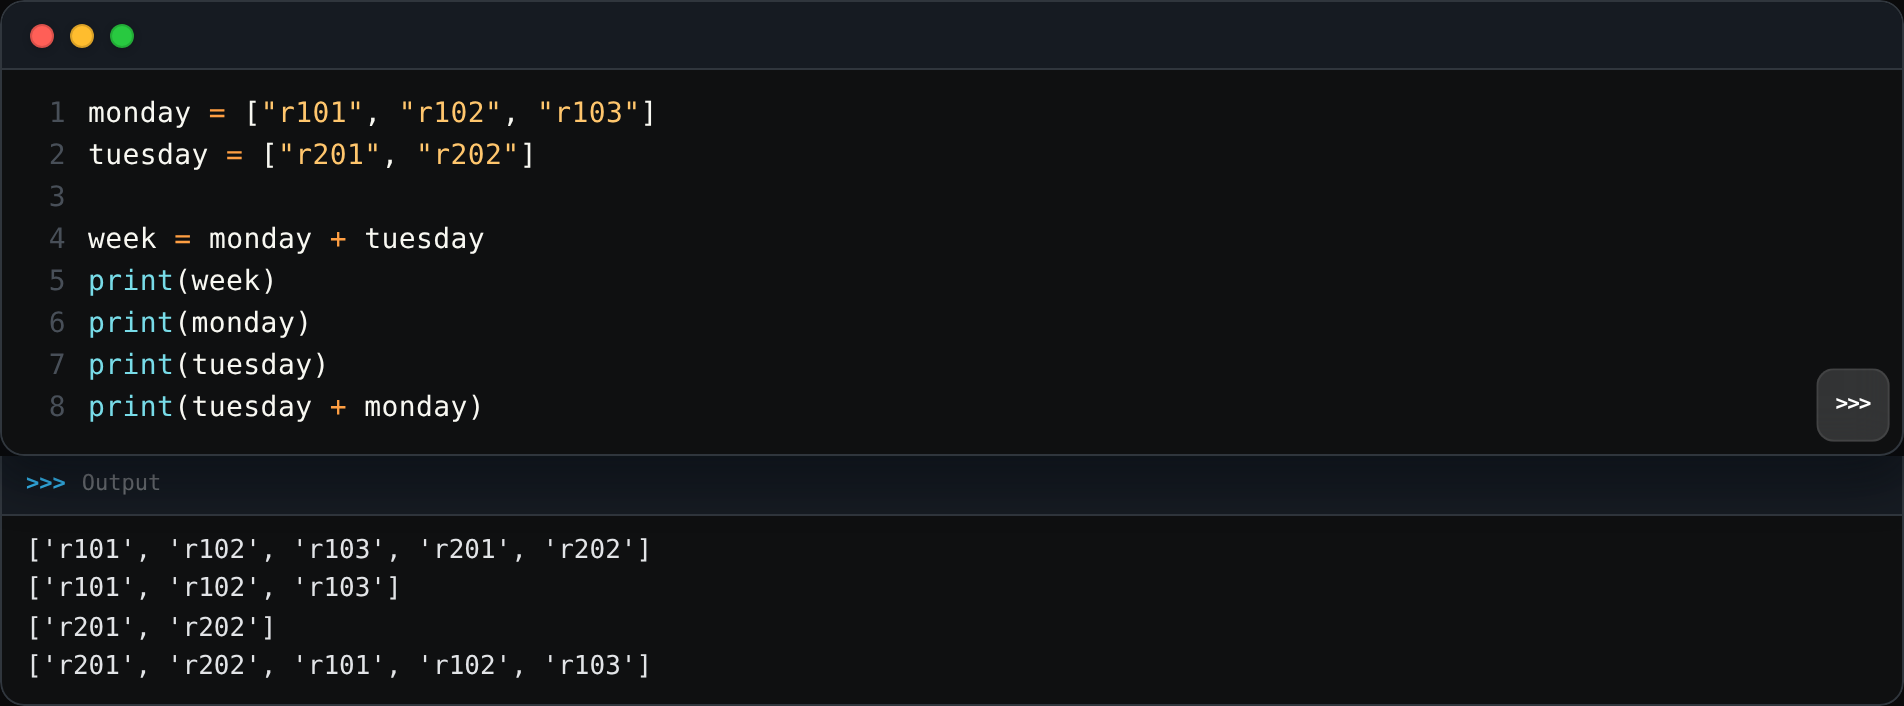 1 monday = ["r101", "r102", "r103"]
2 tuesday = ["r201", "r202"]
3
4 week = monday + tuesday
5 print(week)
6 print(monday)
7 print(tuesday)
8 print(tuesday + monday)
>>>
>>> Output
['r101', 'r102', 'r103', 'r201', 'r202']
['r101', 'r102', 'r103']
['r201', 'r202']
['r201', 'r202', 'r101', 'r102', 'r103']